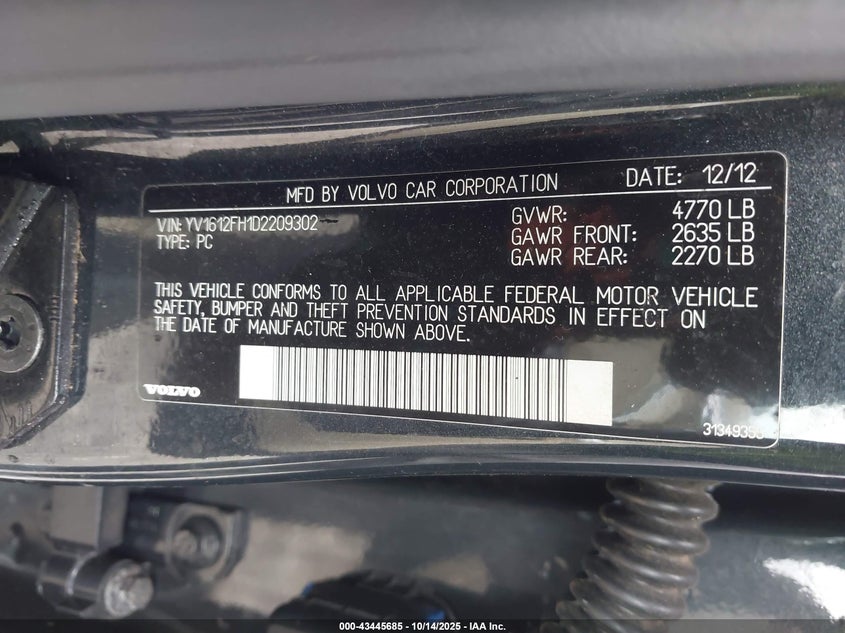 MFD BY VOLVO CAR CORPORATION DATE: 12/12
VIN: YV1612FH1D2209302 GVWR: 4770 LB
TYPE: PC GAWR FRONT: 2635 LB
GAWR REAR: 2270 LB
THIS VEHICLE CONFORMS TO ALL APPLICABLE FEDERAL MOTOR VEHICLE
SAFETY, BUMPER AND THEFT PREVENTION STANDARDS IN EFFECT ON
THE DATE OF MANUFACTURE SHOWN ABOVE.
VOLVO
000-43445685 - 10/14/2025 - IAA Inc.